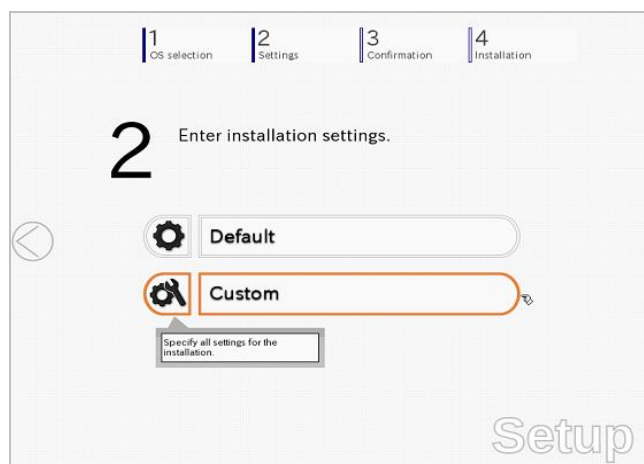 1
OS selection
2
Settings
3
Confirmation
4
Installation
2
Enter installation settings.
Default
Custom
Specify all settings for the
installation.
Setup